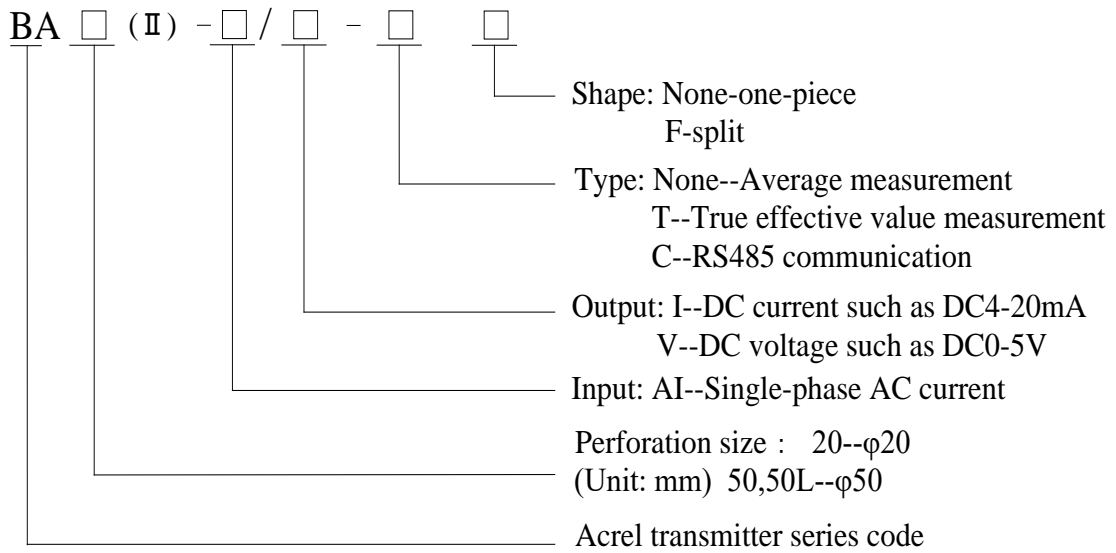 BA □ (Ⅱ) -□/□ -□ □
Shape: None-one-piece
F-split
Type: None--Average measurement
T--True effective value measurement
C--RS485 communication
Output: I--DC current such as DC4-20mA
V--DC voltage such as DC0-5V
Input: AI--Single-phase AC current
Perforation size : 20--φ20
(Unit: mm) 50,50L--φ50
Acrel transmitter series code